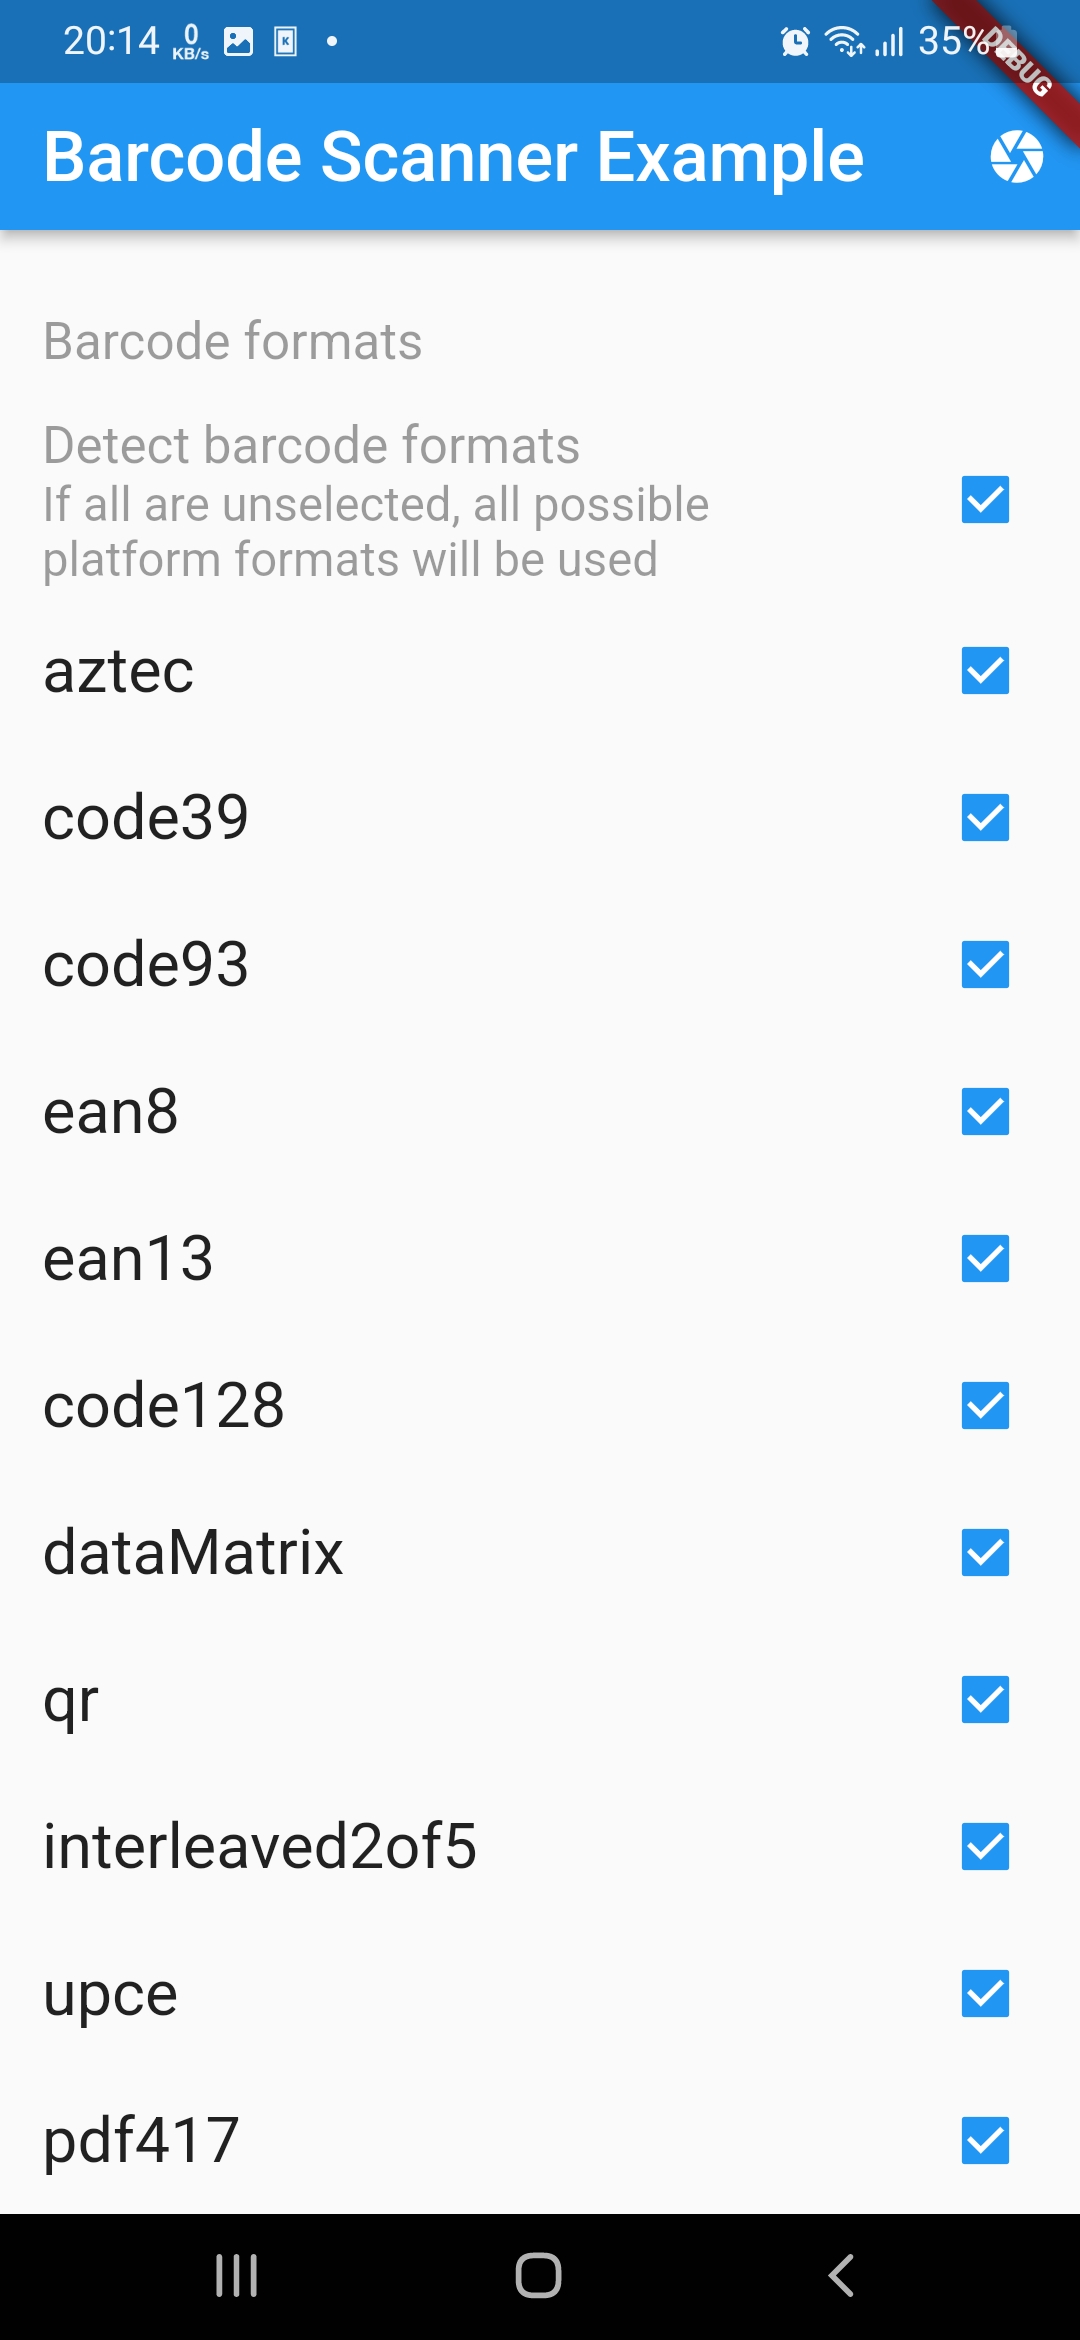 20:14 0 KB/s K 35%
DEBUG
Barcode Scanner Example
Barcode formats
Detect barcode formats
If all are unselected, all possible
platform formats will be used
aztec
code39
code93
ean8
ean13
code128
dataMatrix
qr
interleaved2of5
upce
pdf417